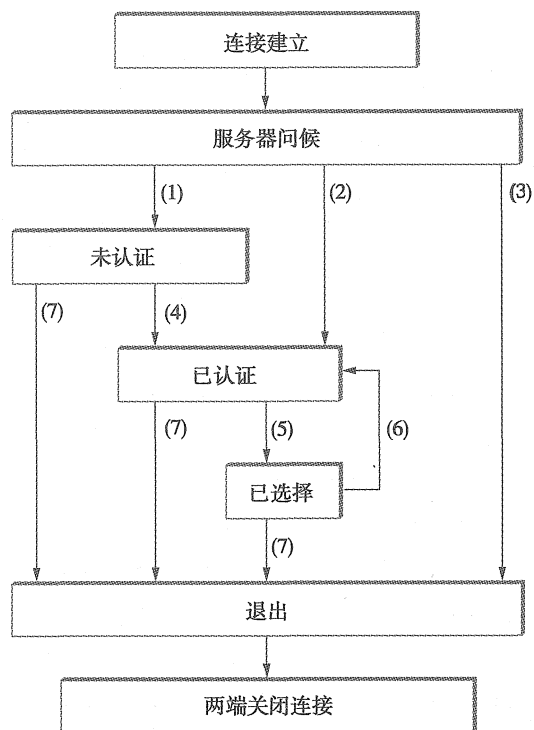 连接建立
服务器问候
(1)
(2)
(3)
未认证
(7)
(4)
已认证
(7)
(5)
(6)
已选择
(7)
退出
两端关闭连接